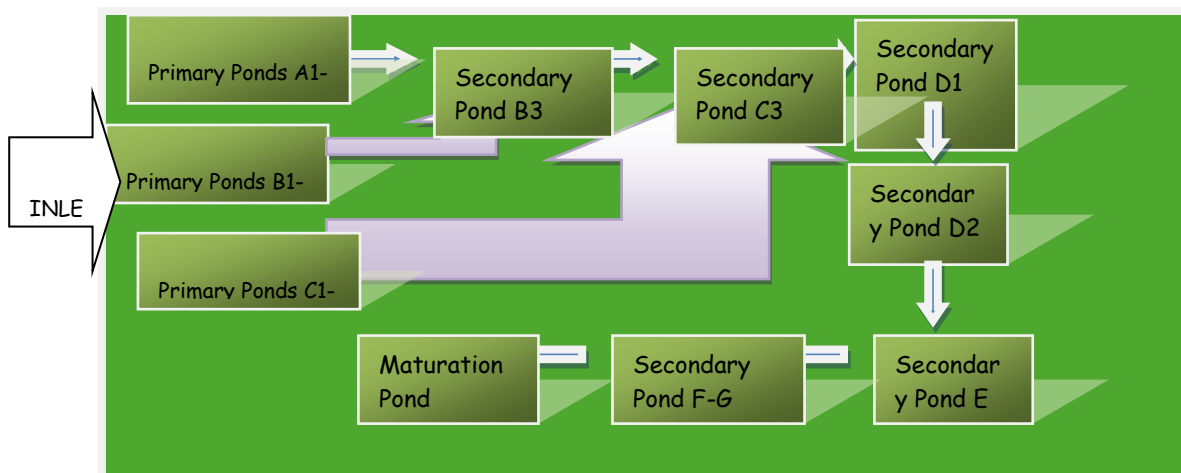 INLE
Primary Ponds A1-
Secondary
Pond B3
Secondary
Pond C3
Secondary
Pond D1
Primary Ponds B1-
Secondar
y Pond D2
Primary Ponds C1-
Maturation
Pond
Secondary
Pond F-G
Secondar
y Pond E